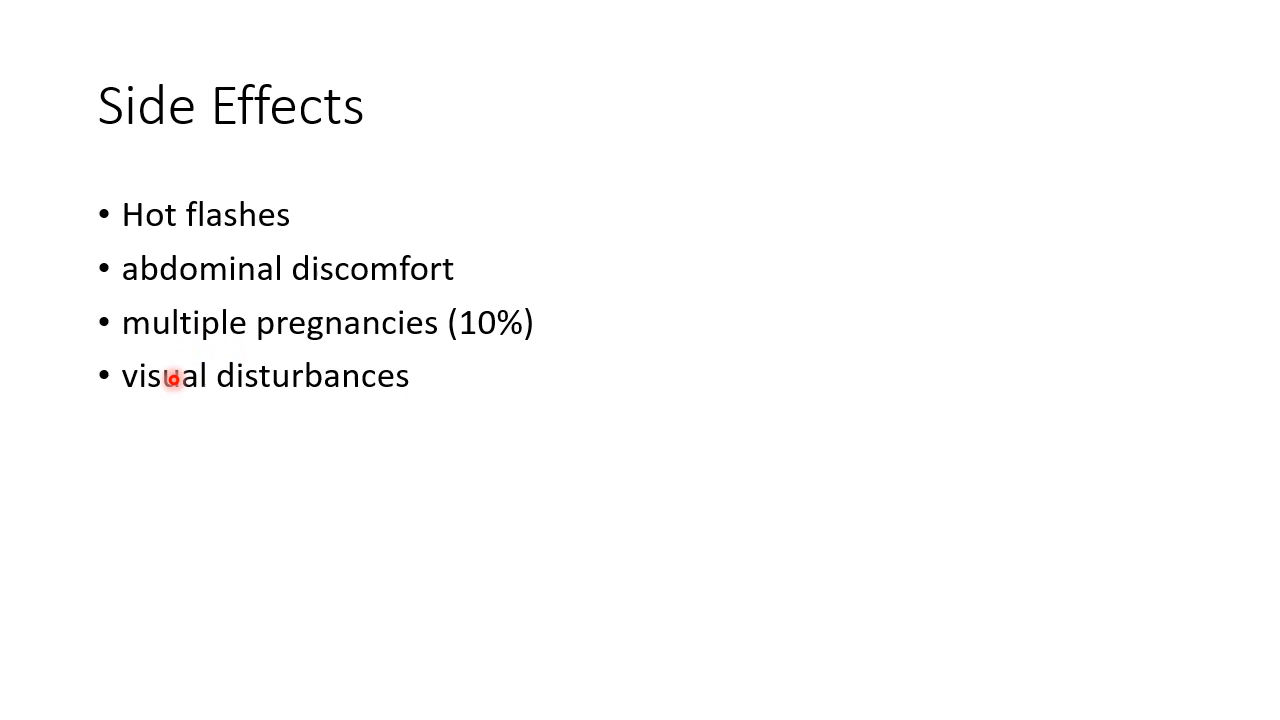 Side Effects
• Hot flashes
• abdominal discomfort
• multiple pregnancies (10%)
• visual disturbances